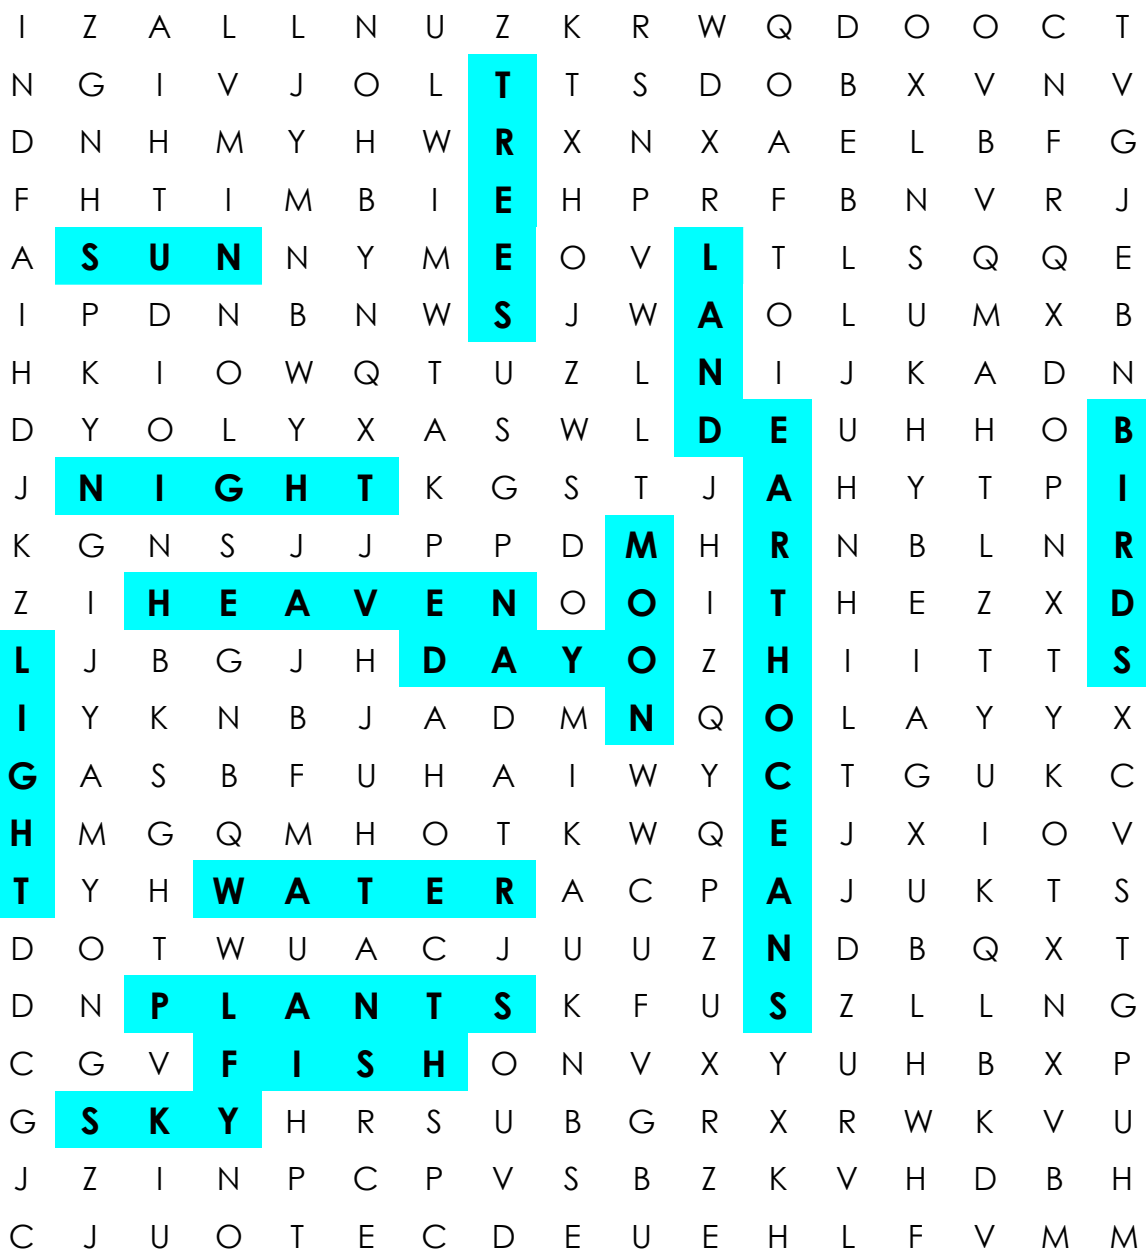 I Z A L L N U Z K R W Q D O O C T
N G I V J O L T T S D O B X V N V
D N H M Y H W R X N X A E L B F G
F H T I M B I E H P R F B N V R J
A S U N N Y M E O V L T L S Q Q E
I P D N B N W S J W A O L U M X B
H K I O W Q T U Z L N I J K A D N
D Y O L Y X A S W L D E U H H O B
J N I G H T K G S T J A H Y T P I
K G N S J J P P D M H R N B L N R
Z I H E A V E N O O I T H E Z X D
L J B G J H D A Y O Z H I I T T S
I Y K N B J A D M N Q O L A Y Y X
G A S B F U H A I W Y C T G U K C
H M G Q M H O T K W Q E J X I O V
T Y H W A T E R A C P A J U K T S
D O T W U A C J U U Z N D B Q X T
D N P L A N T S K F U S Z L L N G
C G V F I S H O N V X Y U H B X P
G S K Y H R S U B G R X R W K V U
J Z I N P C P V S B Z K V H D B H
C J U O T E C D E U E H L F V M M